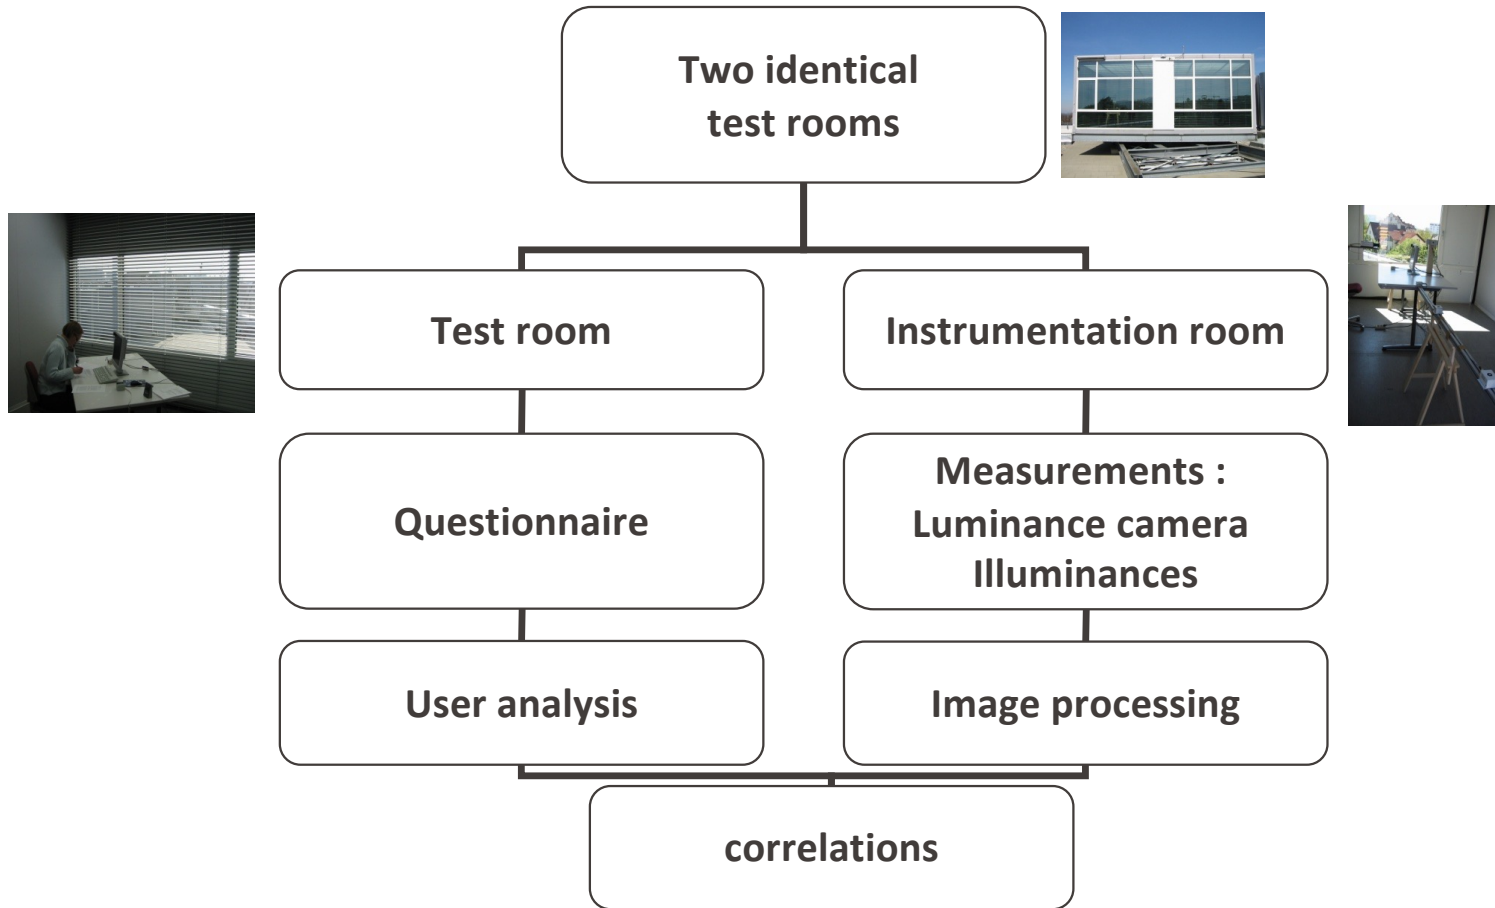 Two identical
test rooms
Test room
Instrumentation room
Questionnaire
Measurements :
Luminance camera
Illuminances
User analysis
Image processing
correlations